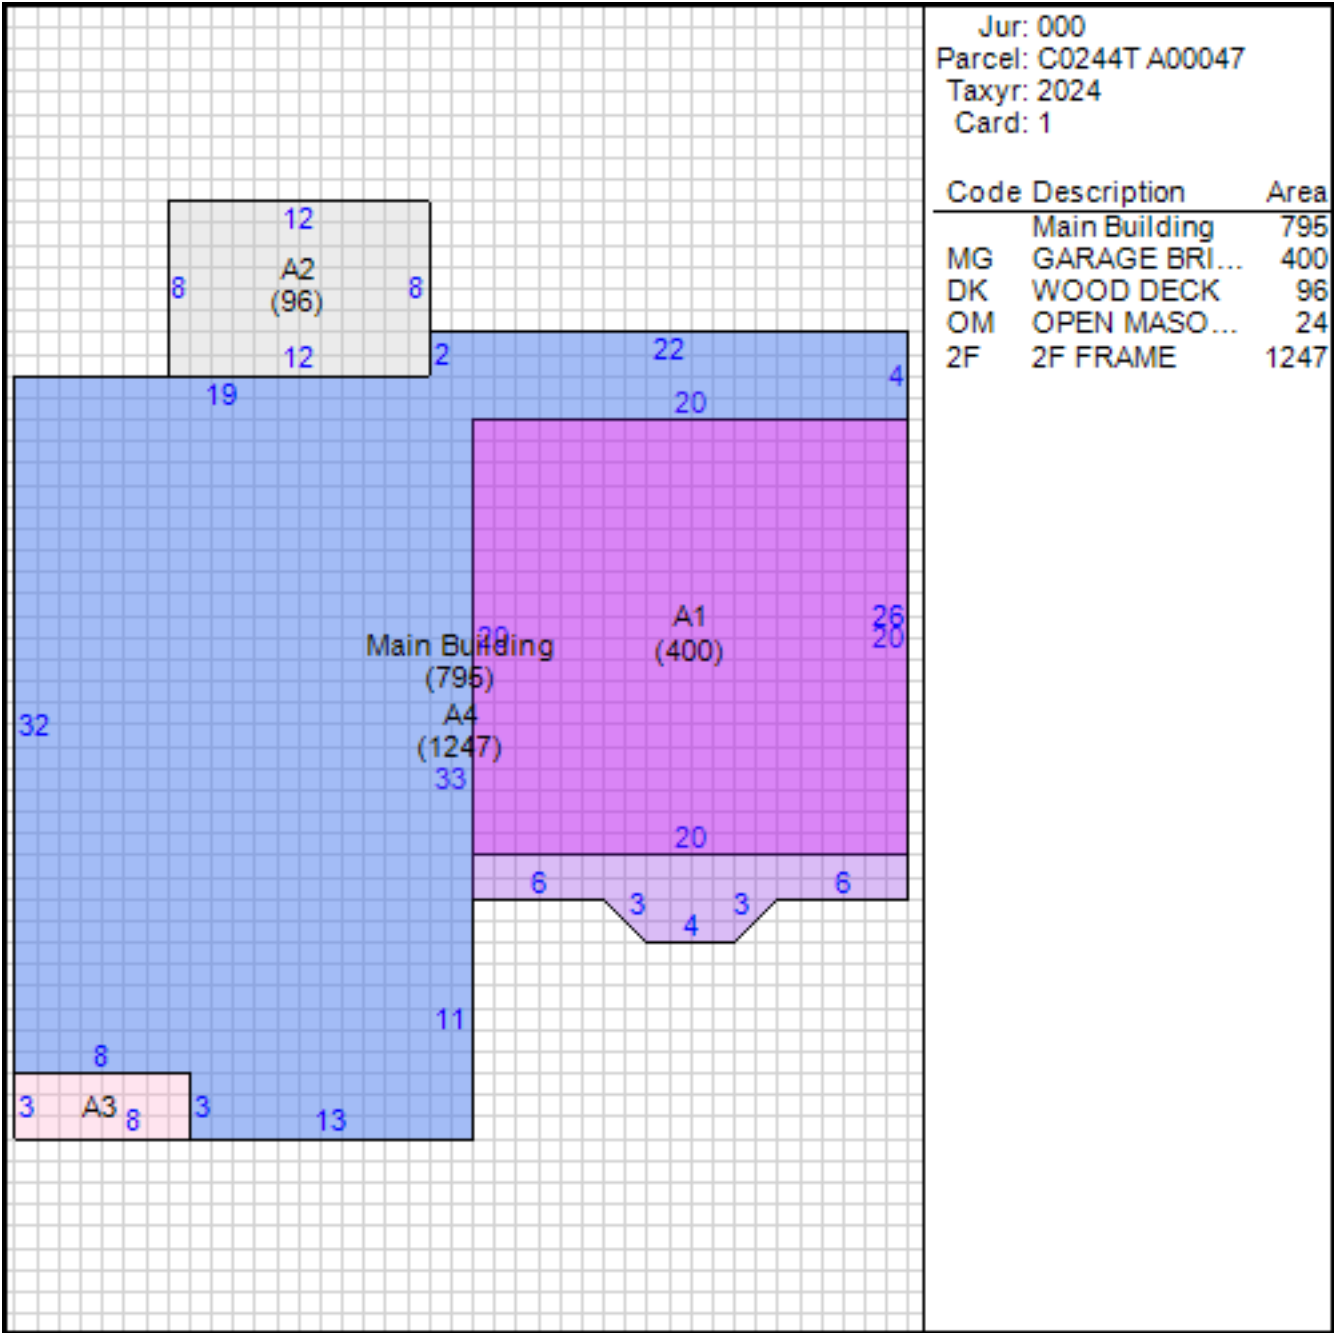 Jur: 000
Parcel: C0244T A00047
Taxyr: 2024
Card: 1
Code Description Area
Main Building 795
MG GARAGE BRI... 400
DK WOOD DECK 96
OM OPEN MASO... 24
2F 2F FRAME 1247
12
A2
8 8
(96)
12
2 22
4
19
20
A1
26
20 20
Main Building
(400)
(795)
A4
32
(1247)
33
20
6 6
3 3
4
11
8
3 A3 8 3
13